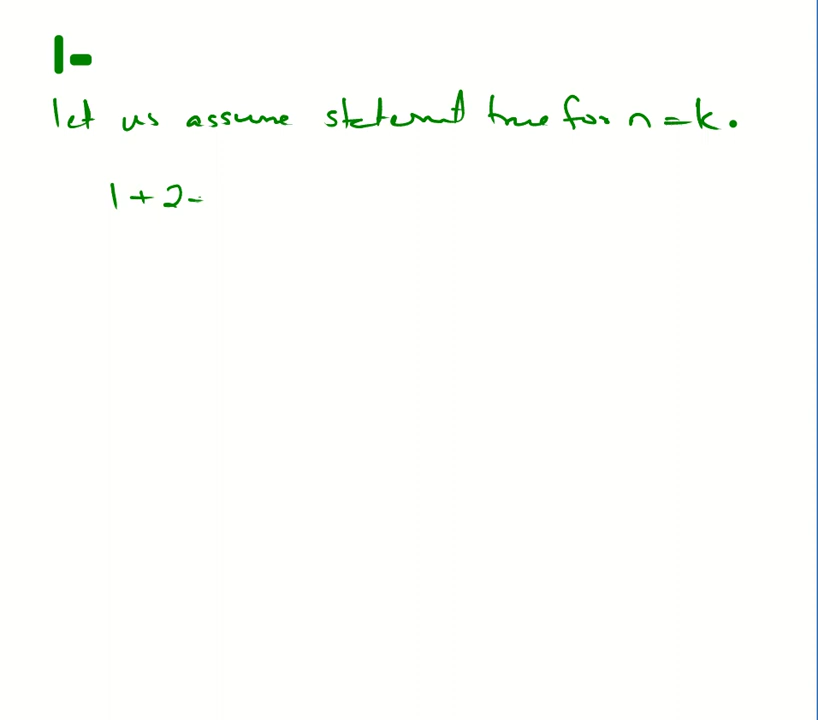 1-
let us assume statement true for n = k.
1 + 2 -